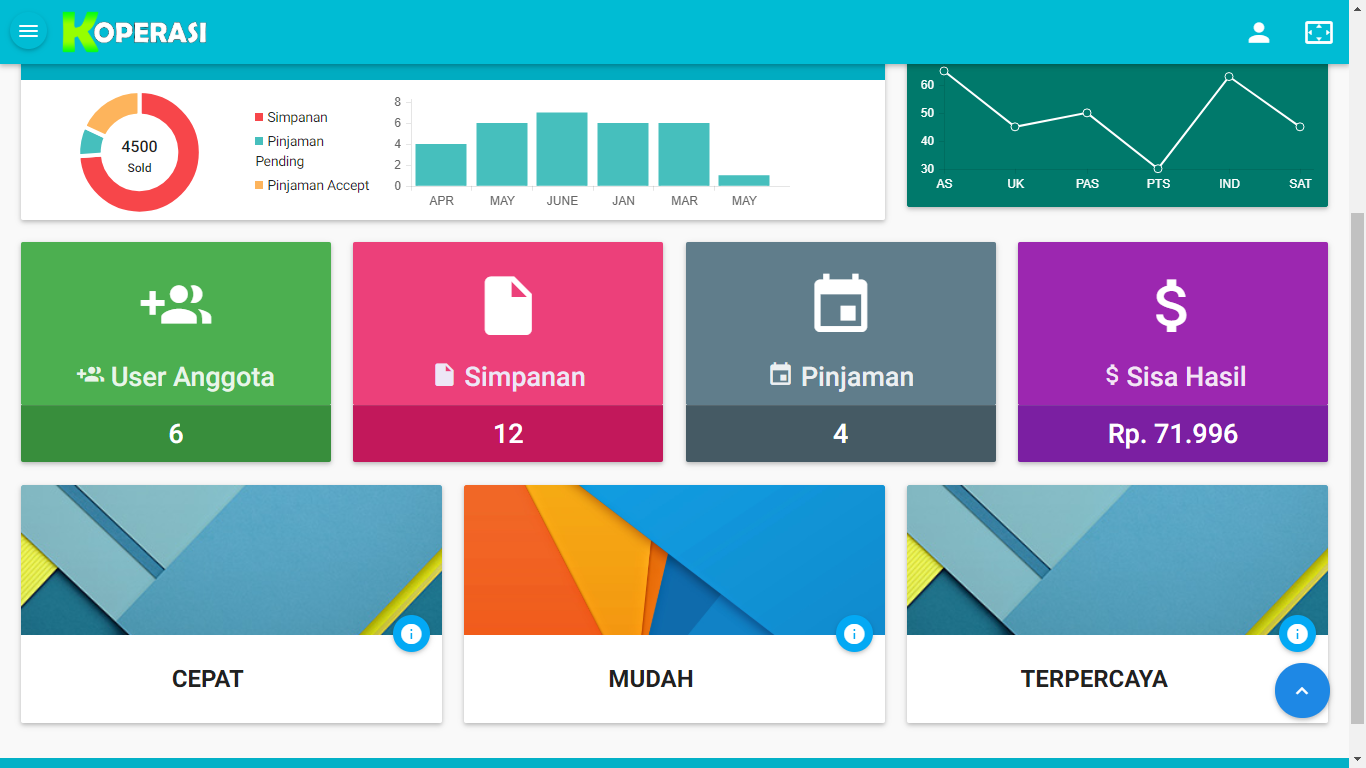 KOPERASI
4500
Sold
Simpanan
Pinjaman
Pending
Pinjaman Accept
8
6
4
2
0
APR MAY JUNE JAN MAR MAY
60
50
40
30
AS UK PAS PTS IND SAT
User Anggota
6
Simpanan
12
Pinjaman
4
$ Sisa Hasil
Rp. 71.996
CEPAT
MUDAH
TERPERCAYA